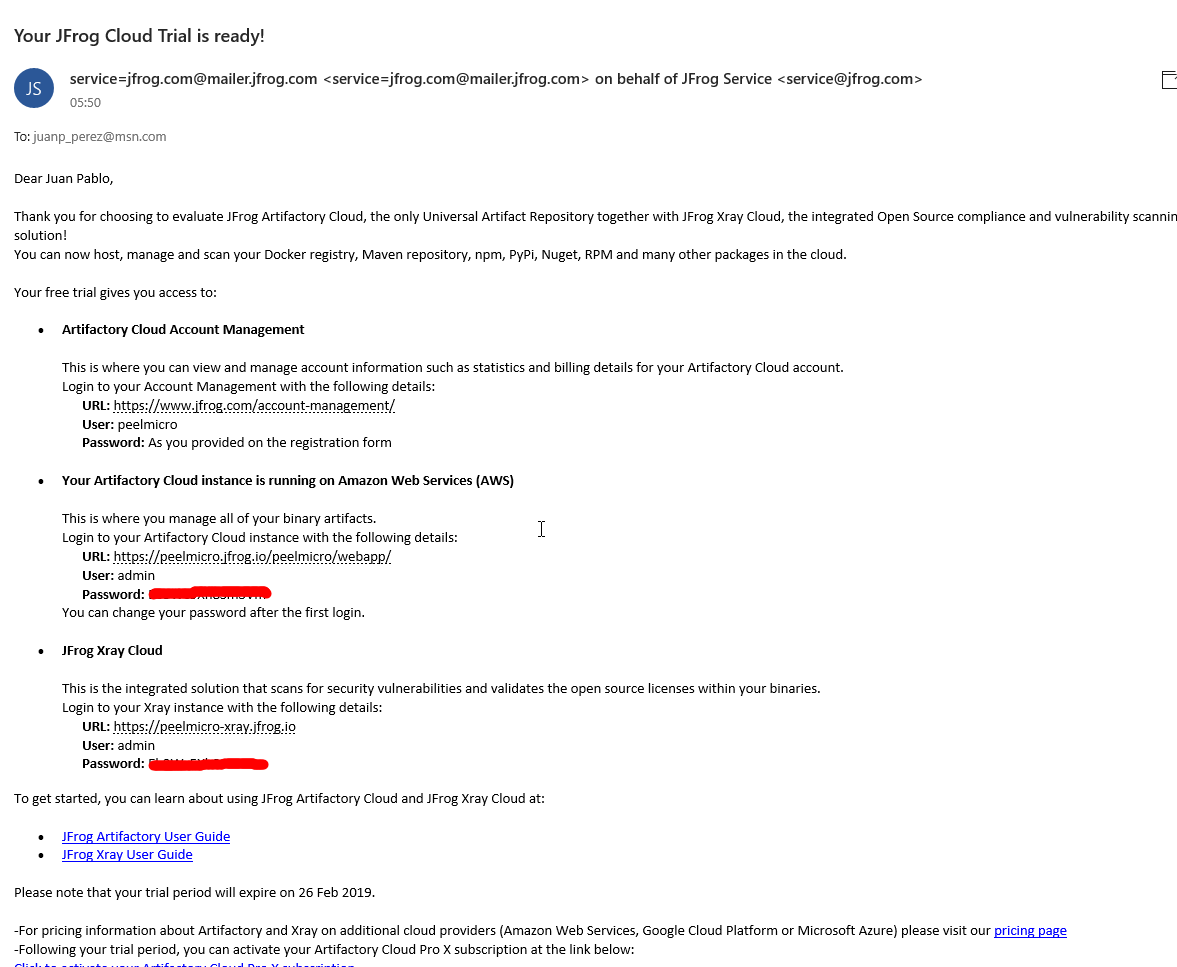 Your JFrog Cloud Trial is ready!
JS
service=jfrog.com@mailer.jfrog.com <service=jfrog.com@mailer.jfrog.com> on behalf of JFrog Service <service@jfrog.com>
05:50
To: juanp_perez@msn.com
Dear Juan Pablo,
Thank you for choosing to evaluate JFrog Artifactory Cloud, the only Universal Artifact Repository together with JFrog Xray Cloud, the integrated Open Source compliance and vulnerability scannin
solution!
You can now host, manage and scan your Docker registry, Maven repository, npm, PyPi, Nuget, RPM and many other packages in the cloud.
Your free trial gives you access to:
• Artifactory Cloud Account Management
This is where you can view and manage account information such as statistics and billing details for your Artifactory Cloud account.
Login to your Account Management with the following details:
URL: https://www.jfrog.com/account-management/
User: peelmicro
Password: As you provided on the registration form
• Your Artifactory Cloud instance is running on Amazon Web Services (AWS)
This is where you manage all of your binary artifacts.
Login to your Artifactory Cloud instance with the following details:
URL: https://peelmicro.jfrog.io/peelmicro/webapp/
User: admin
Password:
You can change your password after the first login.
• JFrog Xray Cloud
This is the integrated solution that scans for security vulnerabilities and validates the open source licenses within your binaries.
Login to your Xray instance with the following details:
URL: https://peelmicro-xray.jfrog.io
User: admin
Password:
To get started, you can learn about using JFrog Artifactory Cloud and JFrog Xray Cloud at:
• JFrog Artifactory User Guide
• JFrog Xray User Guide
Please note that your trial period will expire on 26 Feb 2019.
-For pricing information about Artifactory and Xray on additional cloud providers (Amazon Web Services, Google Cloud Platform or Microsoft Azure) please visit our pricing page
-Following your trial period, you can activate your Artifactory Cloud Pro X subscription at the link below:
Click to activate your Artifactory Cloud Pro X subscription